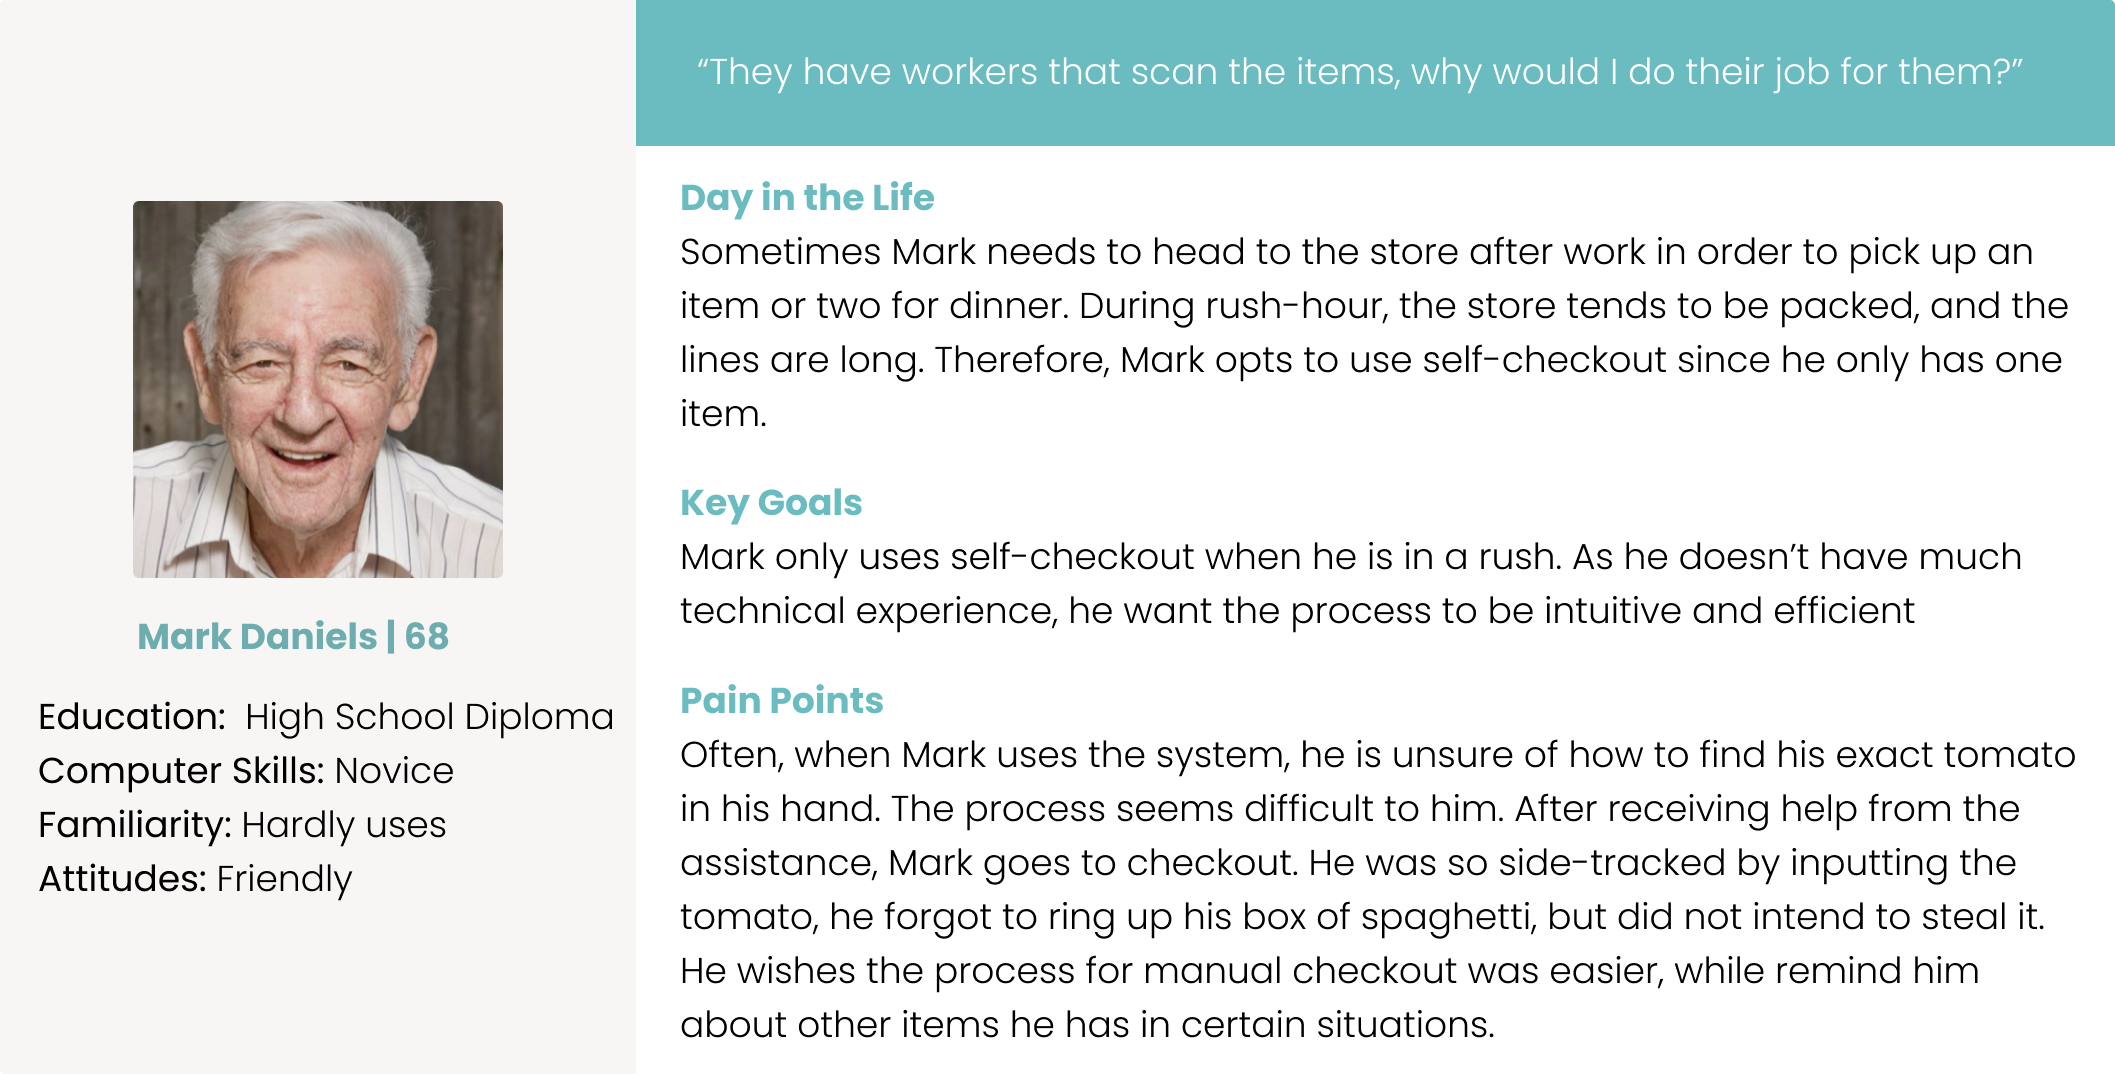 “They have workers that scan the items, why would I do their job for them?”
Mark Daniels | 68
Education:  High School Diploma
Computer Skills: Novice
Familiarity: Hardly uses
Attitudes: Friendly
Day in the Life
Sometimes Mark needs to head to the store after work in order to pick up an
item or two for dinner. During rush-hour, the store tends to be packed, and the
lines are long. Therefore, Mark opts to use self-checkout since he only has one
item.
Key Goals
Mark only uses self-checkout when he is in a rush. As he doesn’t have much
technical experience, he want the process to be intuitive and efficient
Pain Points
Often, when Mark uses the system, he is unsure of how to find his exact tomato
in his hand. The process seems difficult to him. After receiving help from the
assistance, Mark goes to checkout. He was so side-tracked by inputting the
tomato, he forgot to ring up his box of spaghetti, but did not intend to steal it.
He wishes the process for manual checkout was easier, while remind him
about other items he has in certain situations.